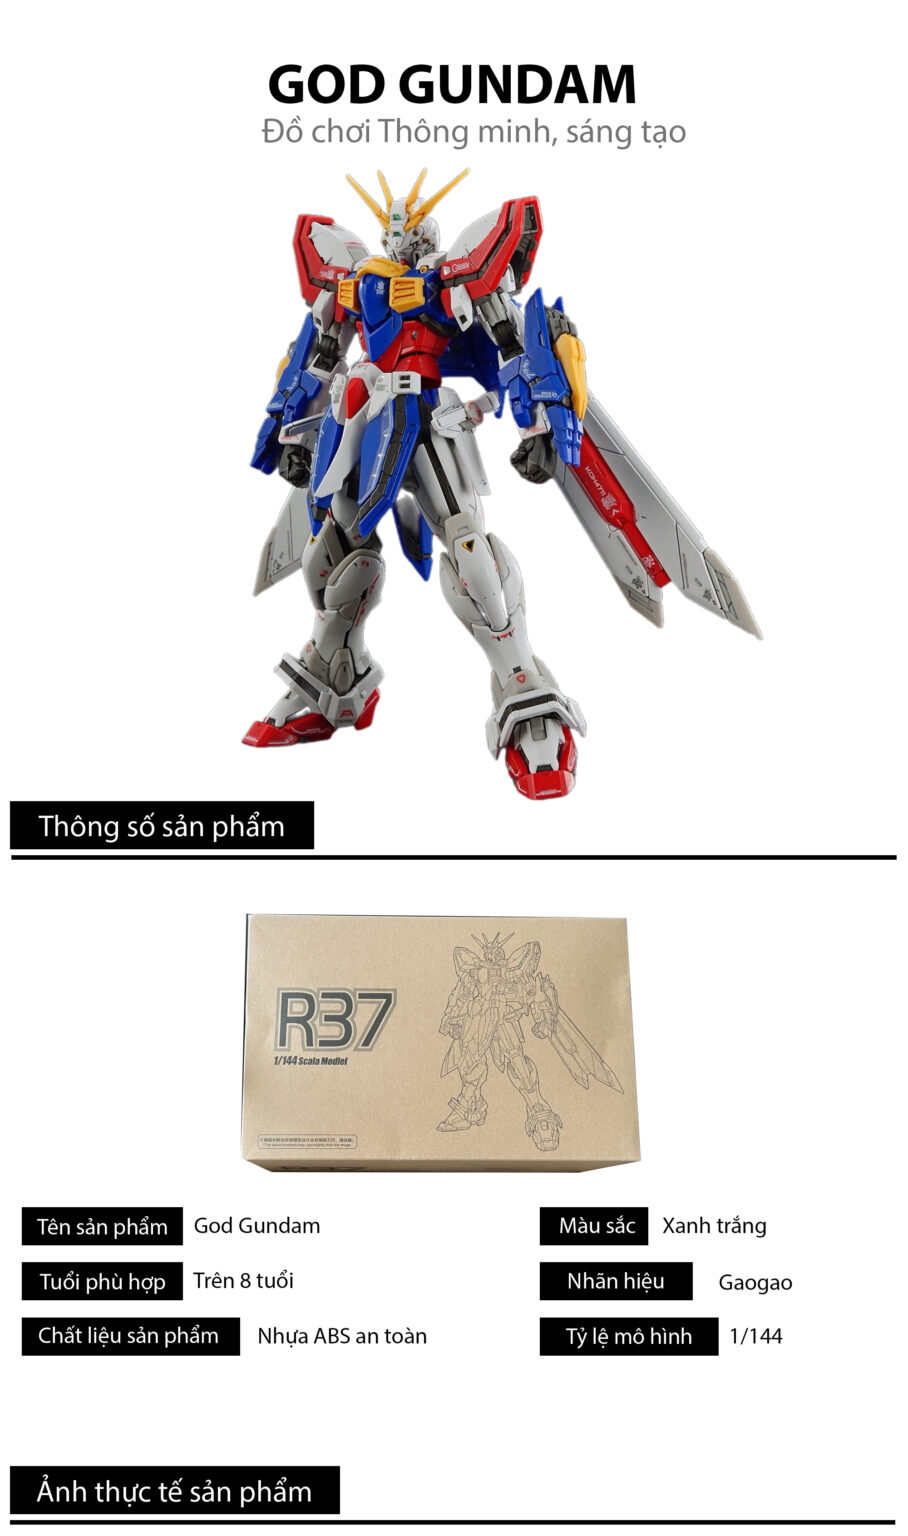 GOD GUNDAM
Đồ chơi Thông minh, sáng tạo
KOH4711
Thông số sản phẩm
R37
1/144 Scala Modlel
Tên sản phẩm God Gundam
Màu sắc Xanh trắng
Tuổi phù hợp Trên 8 tuổi
Nhãn hiệu Gaogao
Chất liệu sản phẩm Nhựa ABS an toàn
Tỷ lệ mô hình 1/144
Ảnh thực tế sản phẩm